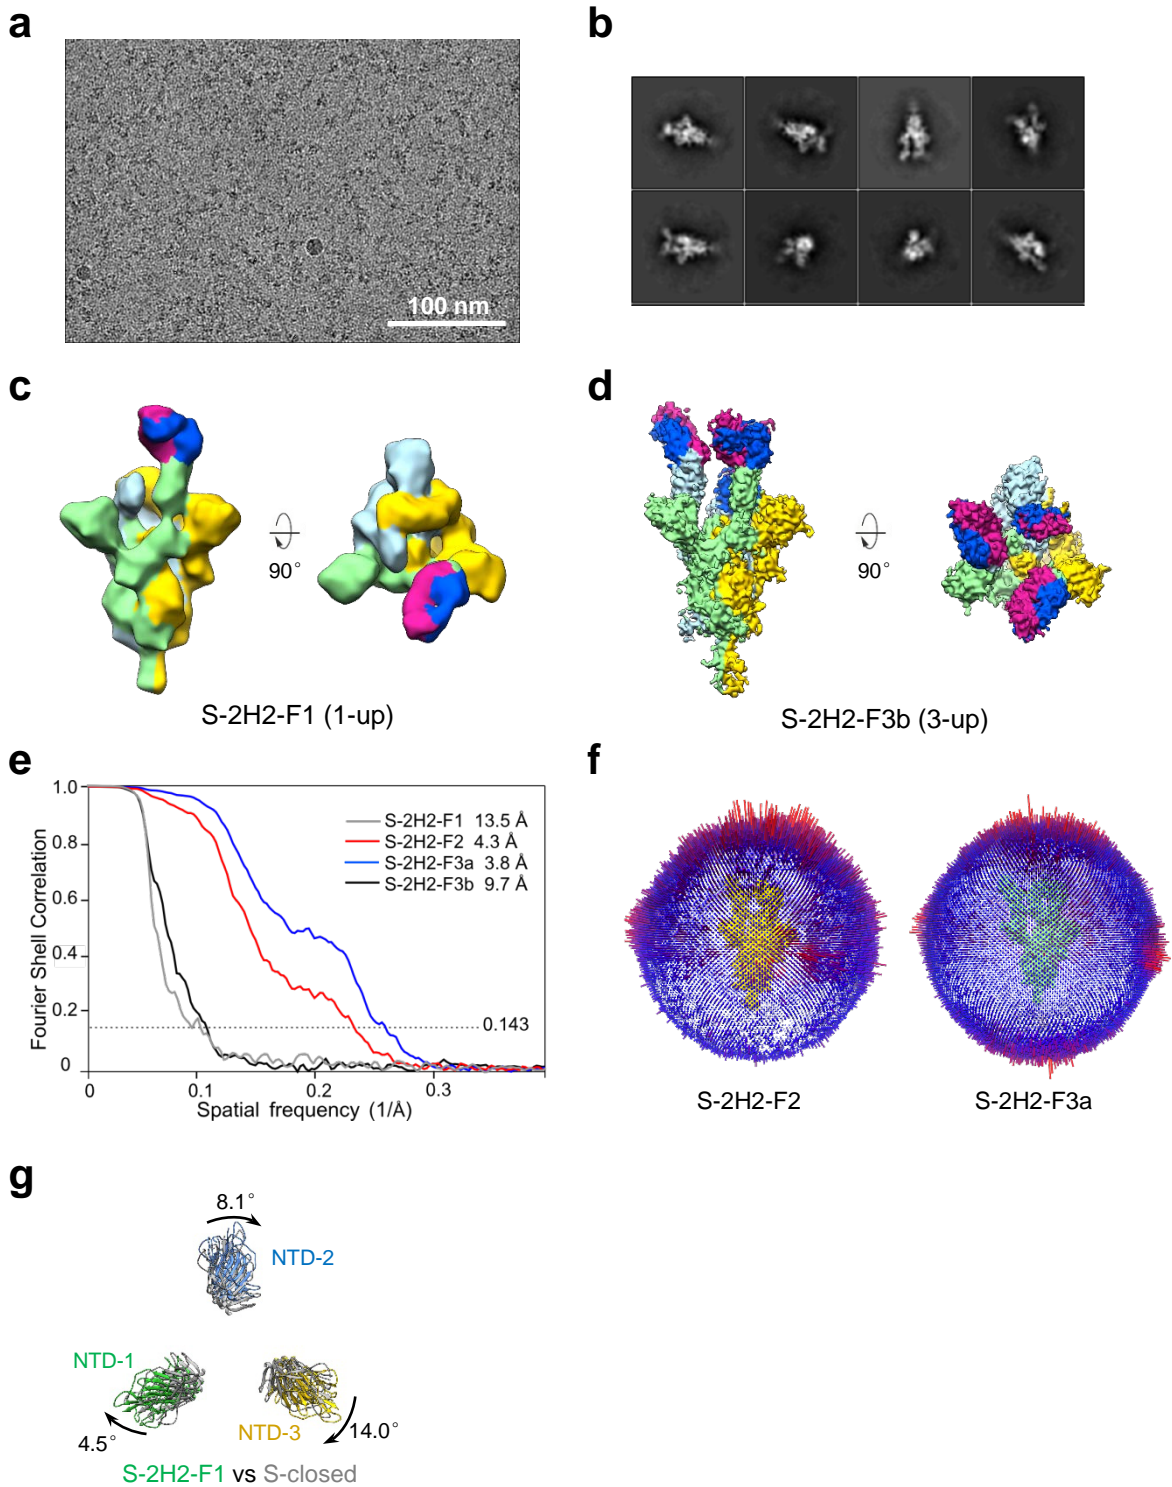 a
b
100 nm
c
d
90°
90°
S-2H2-F1 (1-up)
S-2H2-F3b (3-up)
e
f
1.0
0.8
0.6
0.4
0.2
0
Fourier Shell Correlation
S-2H2-F1 13.5 Å
S-2H2-F2 4.3 Å
S-2H2-F3a 3.8 Å
S-2H2-F3b 9.7 Å
0.143
0
0.1
0.2
0.3
Spatial frequency (1/Å)
S-2H2-F2
S-2H2-F3a
g
8.1°
NTD-2
NTD-1
NTD-3
4.5°
14.0°
S-2H2-F1 vs S-closed